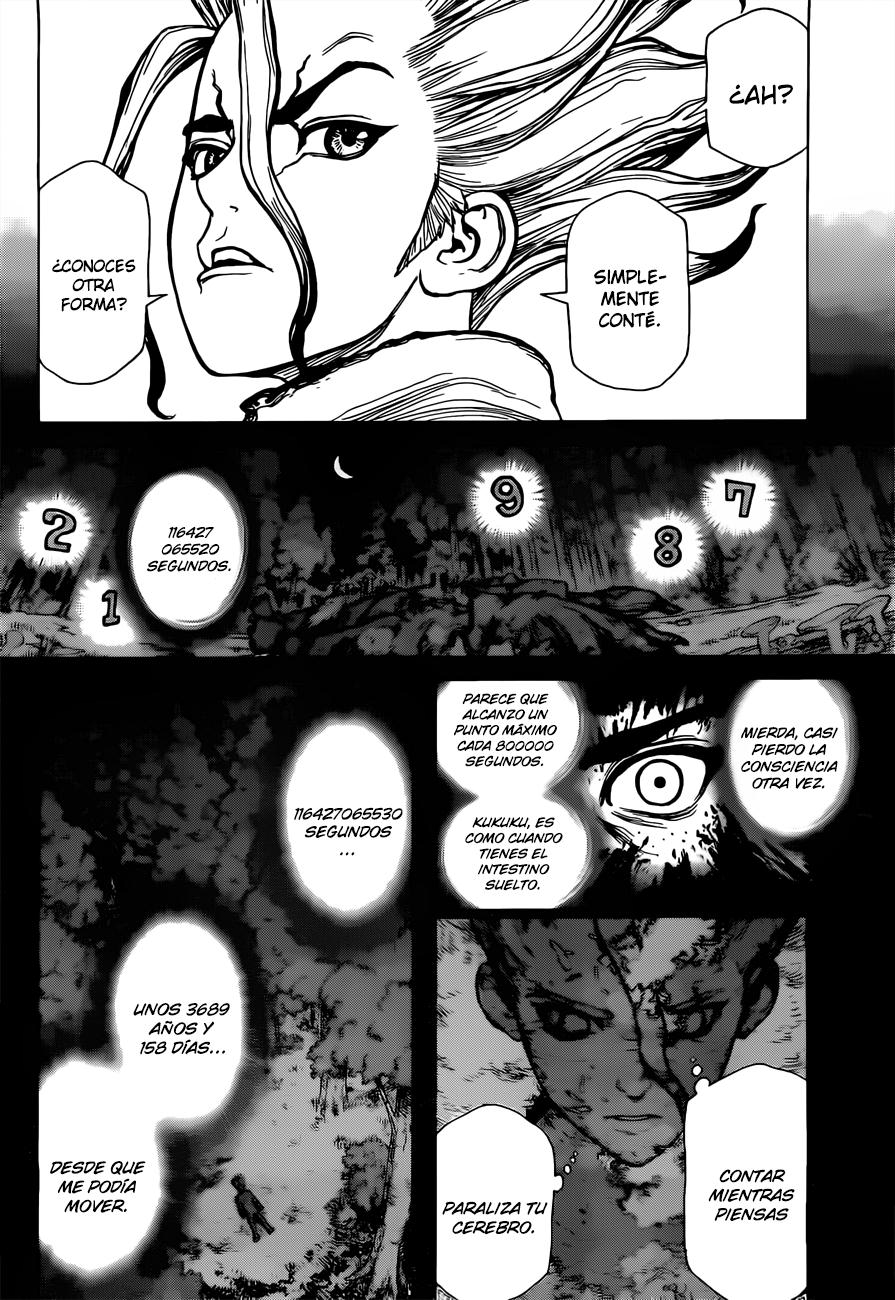 ¿AH?
SIMPLE-
MENTE
CONTÉ.
¿CONOCES
OTRA
FORMA?
7
8
9
116427
065520
SEGUNDOS.
1
2
MIERDA, CASI
PIERDO LA
CONSCIENCIA
OTRA VEZ.
PARECE QUE
ALCANZO UN
PUNTO MÁXIMO
CADA 800000
SEGUNDOS.
KUKUKU, ES
COMO CUANDO
TIENES EL
INTESTINO
SUELTO.
CONTAR
MIENTRAS
PIENSAS
PARALIZA TU
CEREBRO.
116427065530
SEGUNDOS
...
UNOS 3689
AÑOS Y
158 DÍAS...
DESDE QUE
ME PODÍA
MOVER.